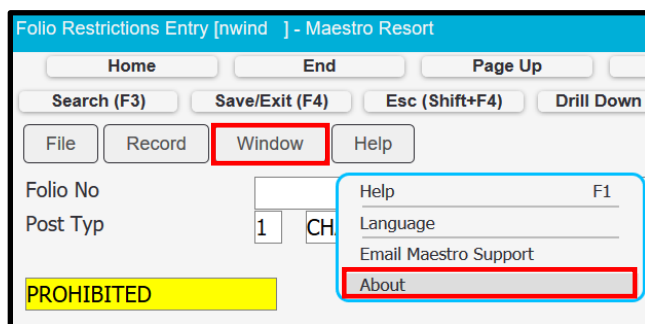 Folio Restrictions Entry [nwind ] - Maestro Resort
Home End Page Up
Search (F3) Save/Exit (F4) Esc (Shift+F4) Drill Down
File Record Window Help
Folio No
Help F1
Post Typ 1 CH
Language
Email Maestro Support
About
PROHIBITED